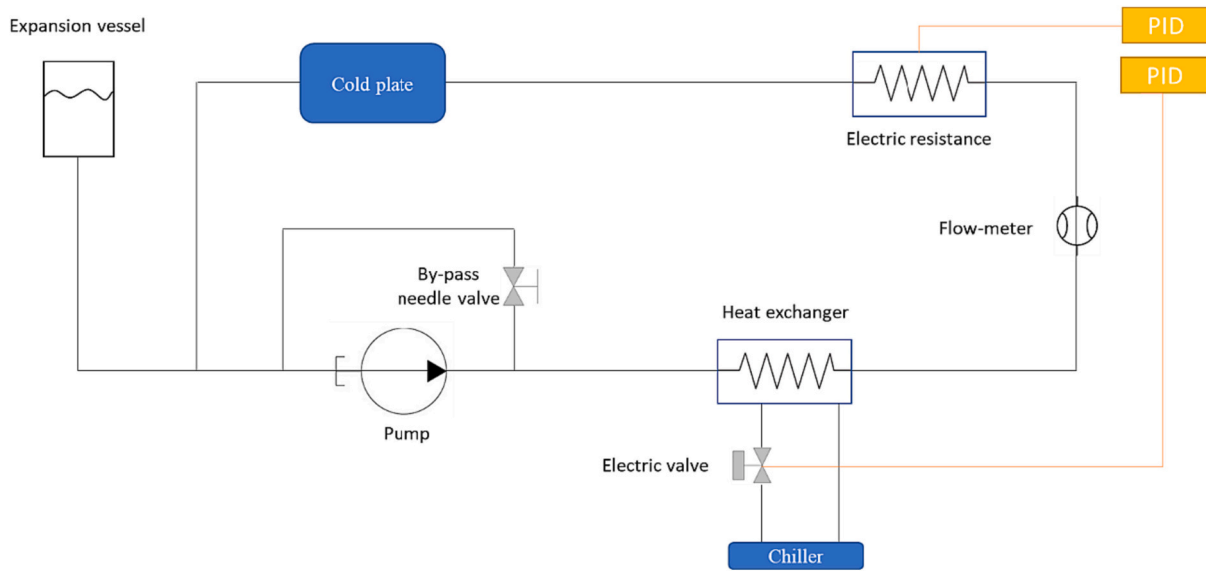 Expansion vessel
PID
PID
Cold plate
Electric resistance
Flow-meter
By-pass
needle valve
Heat exchanger
Pump
Electric valve
Chiller